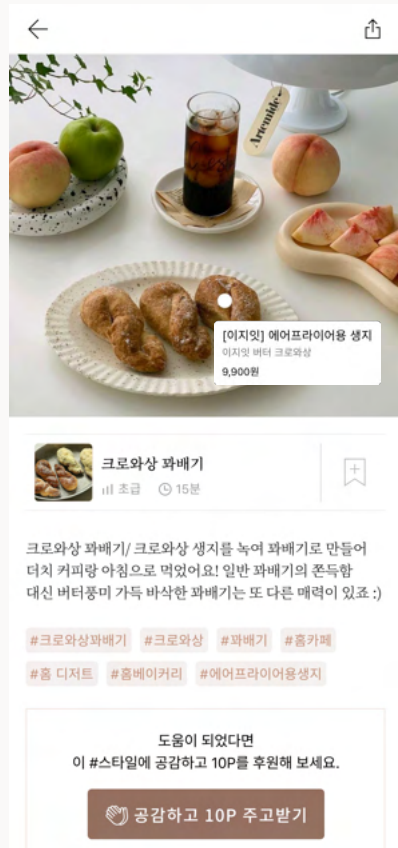 Artemide
[이지잇] 에어프라이어용 생지
이지잇 버터 크로와상
9,900원
크로와상 꽈배기
초급 15분
크로와상 꽈배기/ 크로와상 생지를 녹여 꽈배기로 만들어
더치 커피랑 아침으로 먹었어요! 일반 꽈배기의 쫀득함
대신 버터풍미 가득 바삭한 꽈배기는 또 다른 매력이 있죠 :)
#크로와상꽈배기 #크로와상 #꽈배기 #홈카페
#홈 디저트 #홈베이커리 #에어프라이어용생지
도움이 되었다면
이 #스타일에 공감하고 10P를 후원해 보세요.
공감하고 10P 주고받기